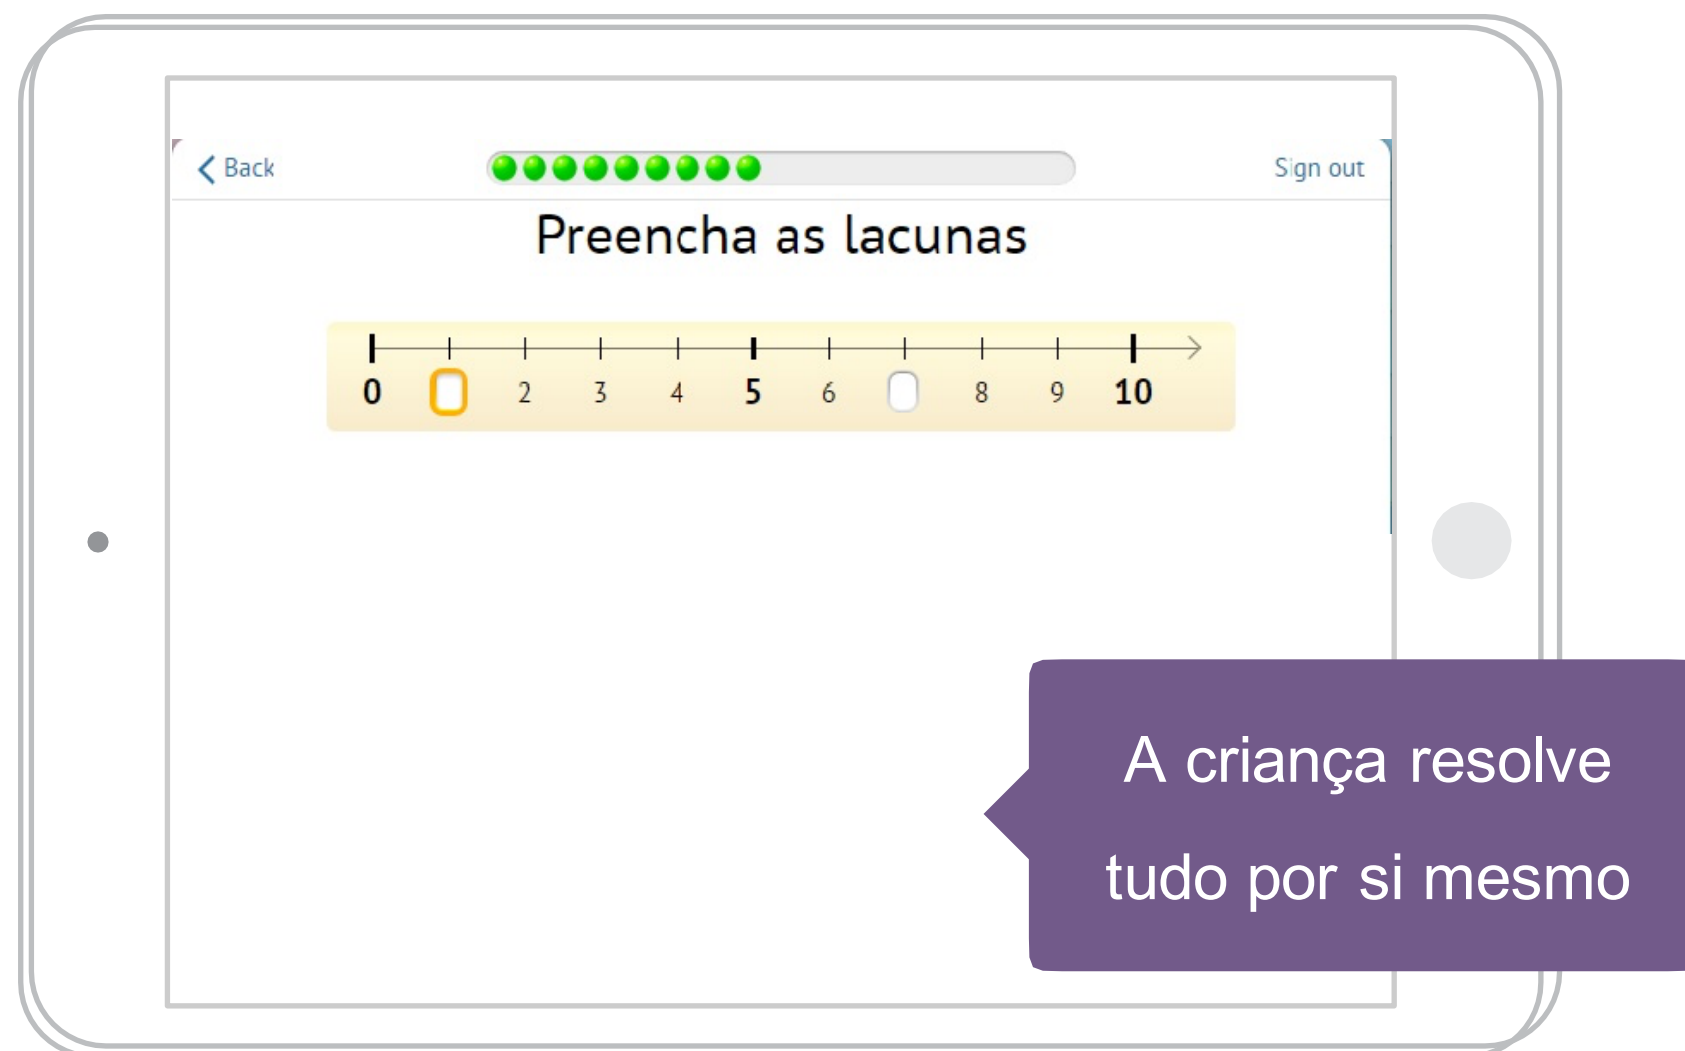 Back
Sign out
Preencha as lacunas
0 2 3 4 5 6 8 9 10
A criança resolve
tudo por si mesmo